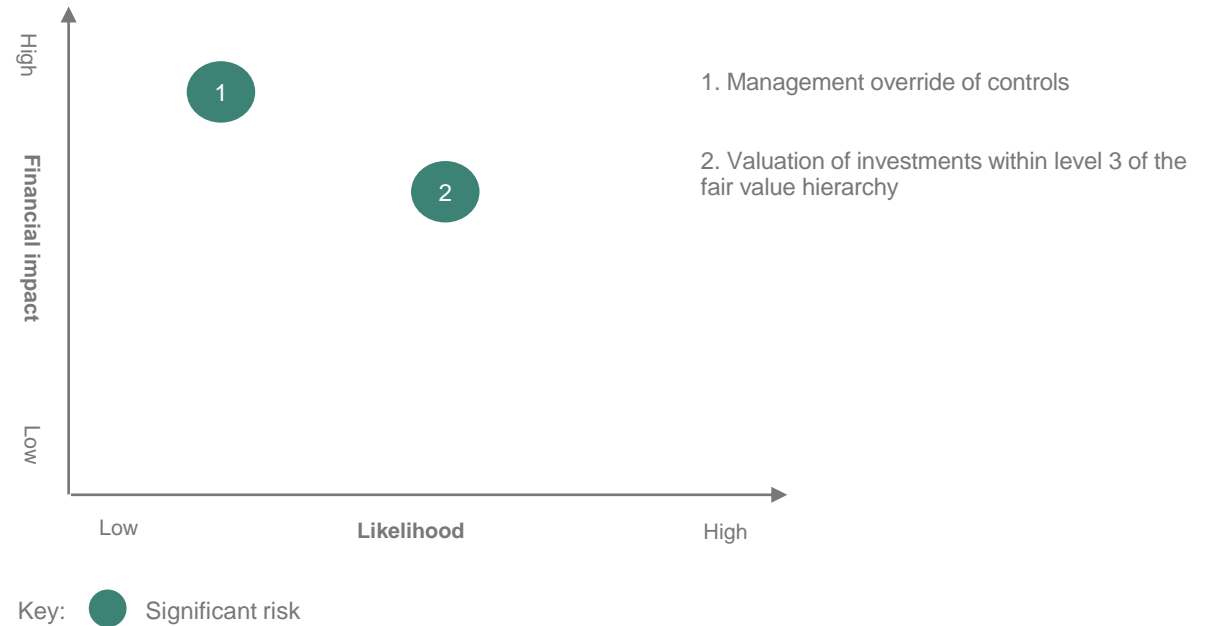 High
1
1. Management override of controls
2. Valuation of investments within level 3 of the
fair value hierarchy
Financial impact
2
Low
Low
Likelihood
High
Key:
Significant risk